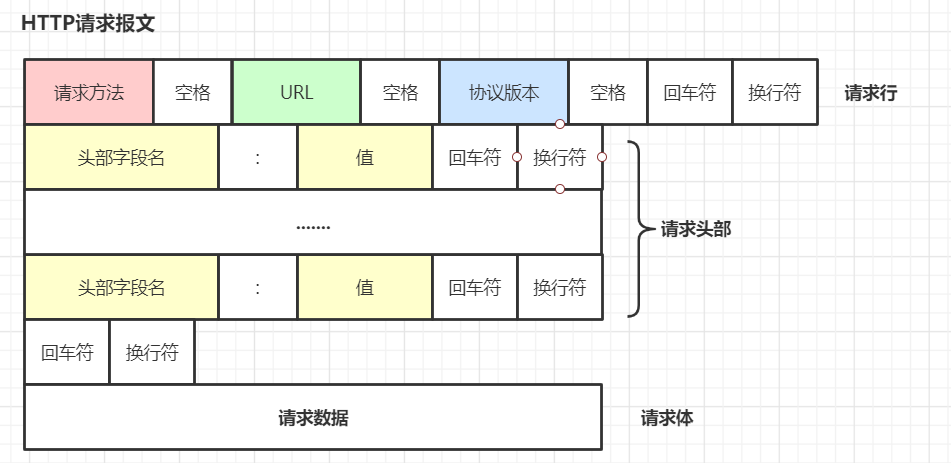 HTTP请求报文
请求方法 空格 URL 空格 协议版本 空格 回车符 换行符 请求行
头部字段名 : 值 回车符 换行符
.......
请求头部
头部字段名 : 值 回车符 换行符
回车符 换行符
请求数据 请求体